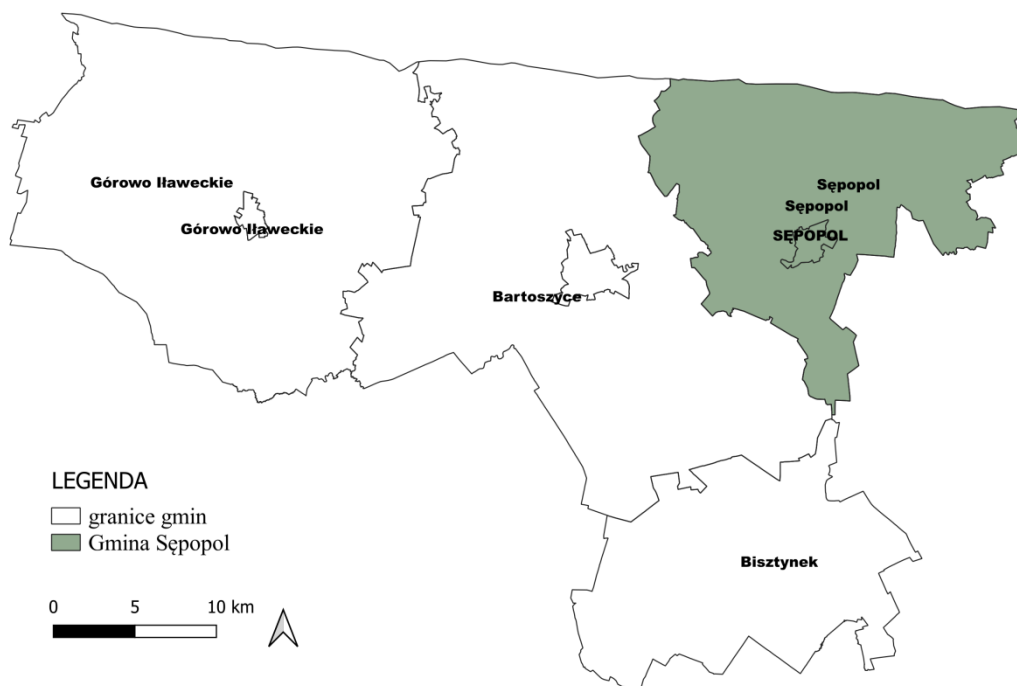 Górowo Iławeckie
Górowo Iławeckie
Sępopol
Sępopol
SĘPOPOL
Bartoszyce
Bisztynek
LEGENDA
granice gmin
Gmina Sępopol
0 5 10 km